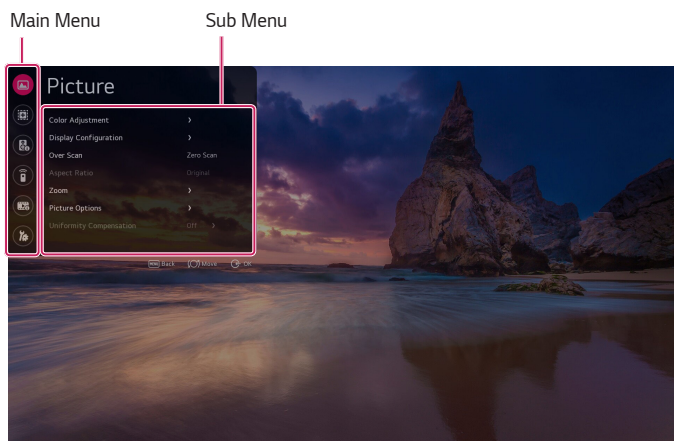 Main Menu Sub Menu
Picture
Color Adjustment
Display Configuration
Over Scan Zero Scan
Aspect Ratio Original
Zoom
Picture Options
Uniformity Compensation Off
MENU Back Move OK